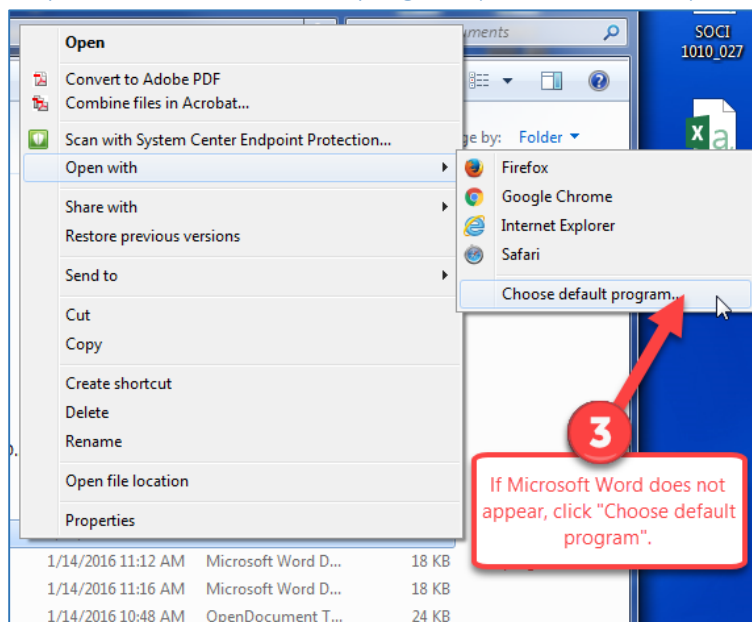 Open
Convert to Adobe PDF
Combine files in Acrobat...
Scan with System Center Endpoint Protection...
Open with
Share with
Restore previous versions
Send to
Cut
Copy
Create shortcut
Delete
Rename
Open file location
Properties
SOCI
1010_027
Folder
Firefox
Google Chrome
Internet Explorer
Safari
Choose default program...
3
If Microsoft Word does not
appear, click "Choose default
program".
1/14/2016 11:12 AM Microsoft Word D... 18 KB
1/14/2016 11:16 AM Microsoft Word D... 18 KB
1/14/2016 10:48 AM OpenDocument T... 24 KB